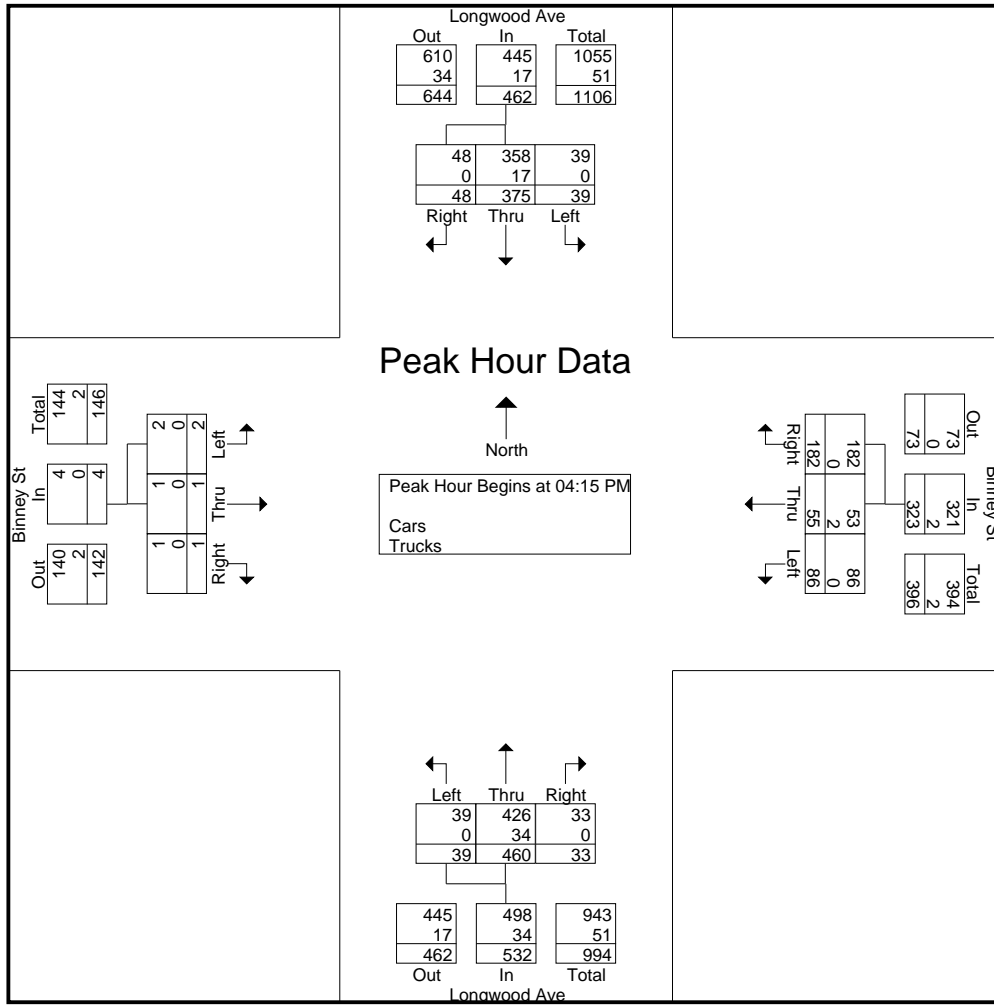 Longwood Ave
Out In Total
610 445 1055
34 17 51
644 462 1106
48 358 39
0 17 0
48 375 39
Right Thru Left
Peak Hour Data
North
Peak Hour Begins at 04:15 PM
Cars
Trucks
Binney St
Total In Out
144 4 140
2 0 2
146 4 142
2 1 1
0 0 0
2 1 1
Left Thru Right
Right Thru Left
182 55 86
0 2 0
182 53 86
73 323 396
0 2 2
73 321 394
Out In Total
Binney St
Left Thru Right
39 426 33
0 34 0
39 460 33
445 498 943
17 34 51
462 532 994
Out In Total
Longwood Ave